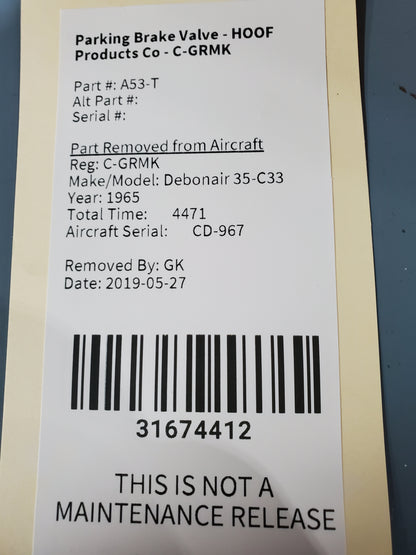 Parking Brake Valve - HOOF
Products Co - C-GRMK
Part #: A53-T
Alt Part#:
Serial #:
Part Removed from Aircraft
Reg: C-GRMK
Make/Model: Debonair 35-C33
Year: 1965
Total Time: 4471
Aircraft Serial: CD-967
Removed By: GK
Date: 2019-05-27
31674412
THIS IS NOT A
MAINTENANCE RELEASE